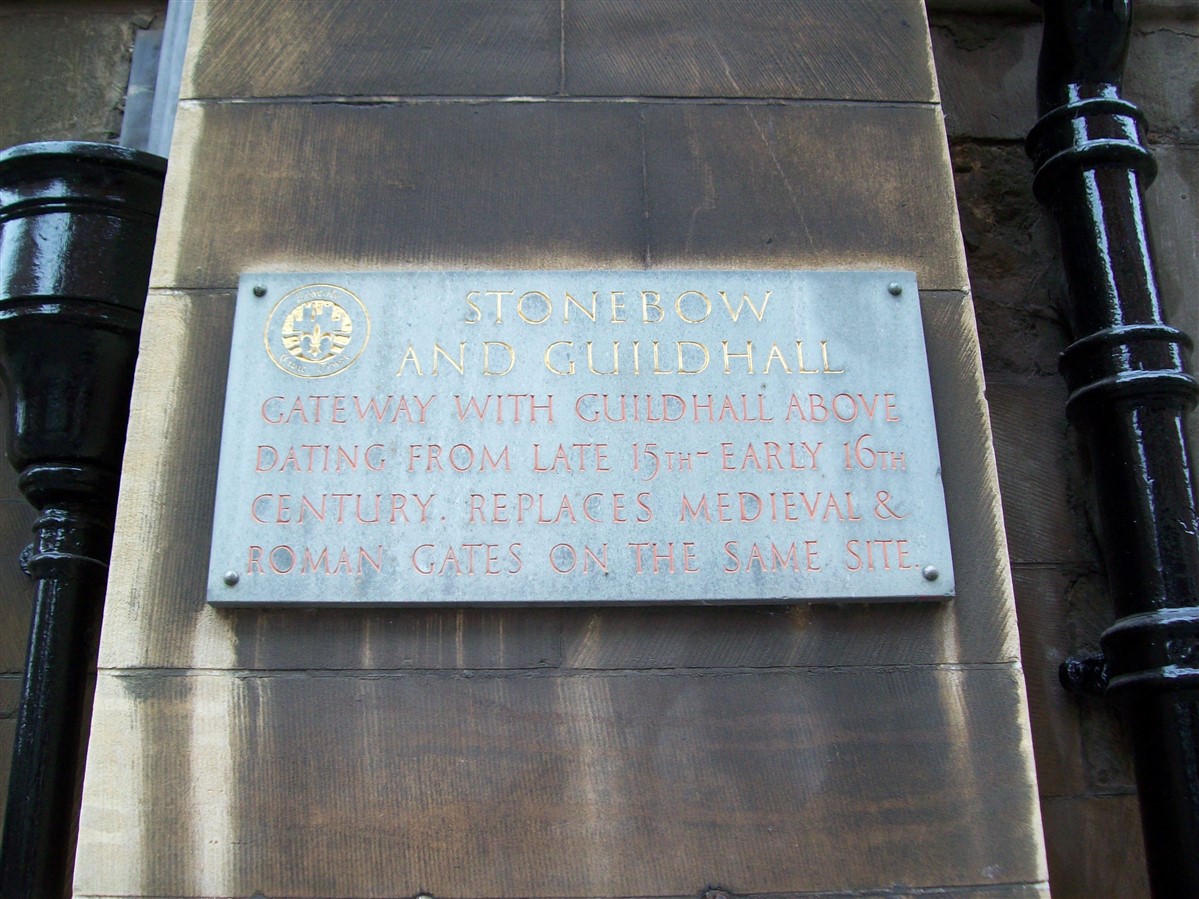 STONEBOW
AND GUILDHALL
GATEWAY WITH GUILDHALL ABOVE
DATING FROM LATE 15TH - EARLY 16TH
CENTURY. REPLACES MEDIEVAL &
ROMAN GATES ON THE SAME SITE.